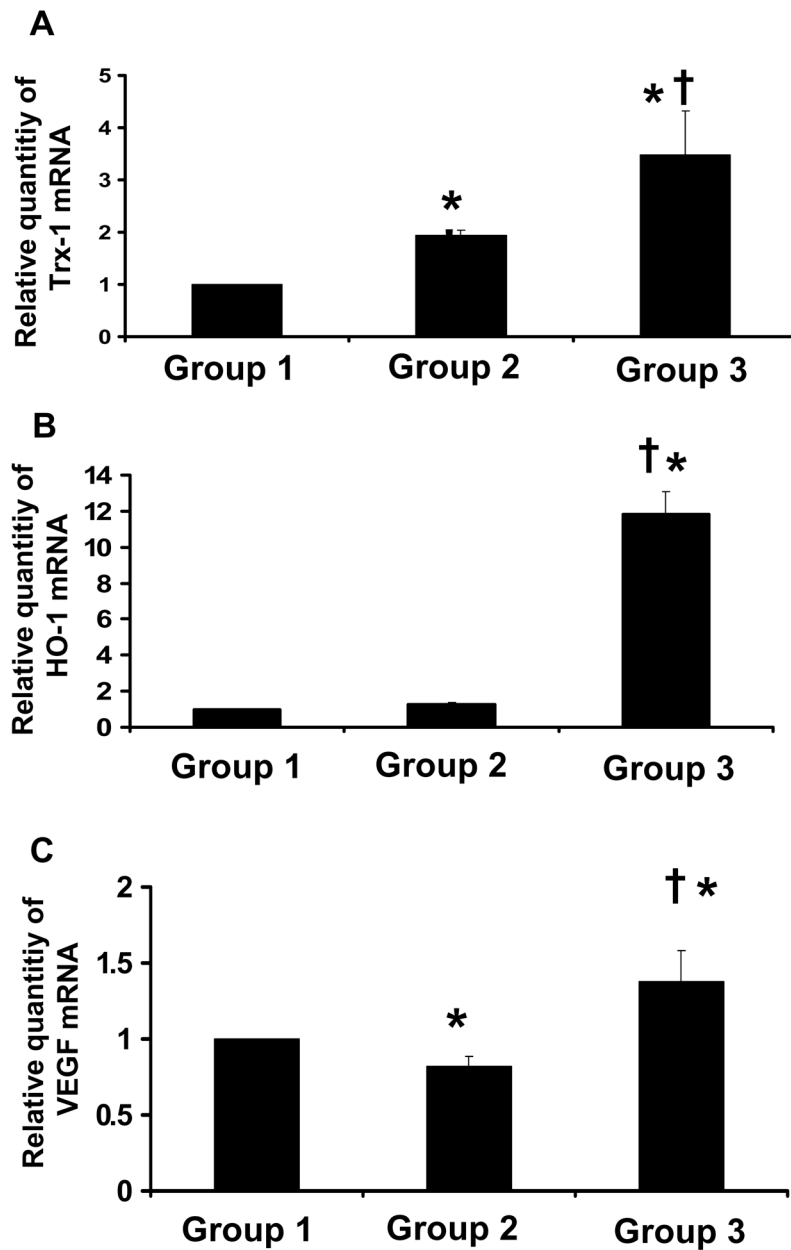 A
Relative quantitiy of
Trx-1 mRNA
5
4
3
2
1
0
*
* †
Group 1 Group 2 Group 3
B
Relative quantitiy of
HO-1 mRNA
14
12
10
8
6
4
2
0
† *
Group 1 Group 2 Group 3
C
Relative quantitiy of
VEGF mRNA
2
1.5
1
0.5
0
*
† *
Group 1 Group 2 Group 3